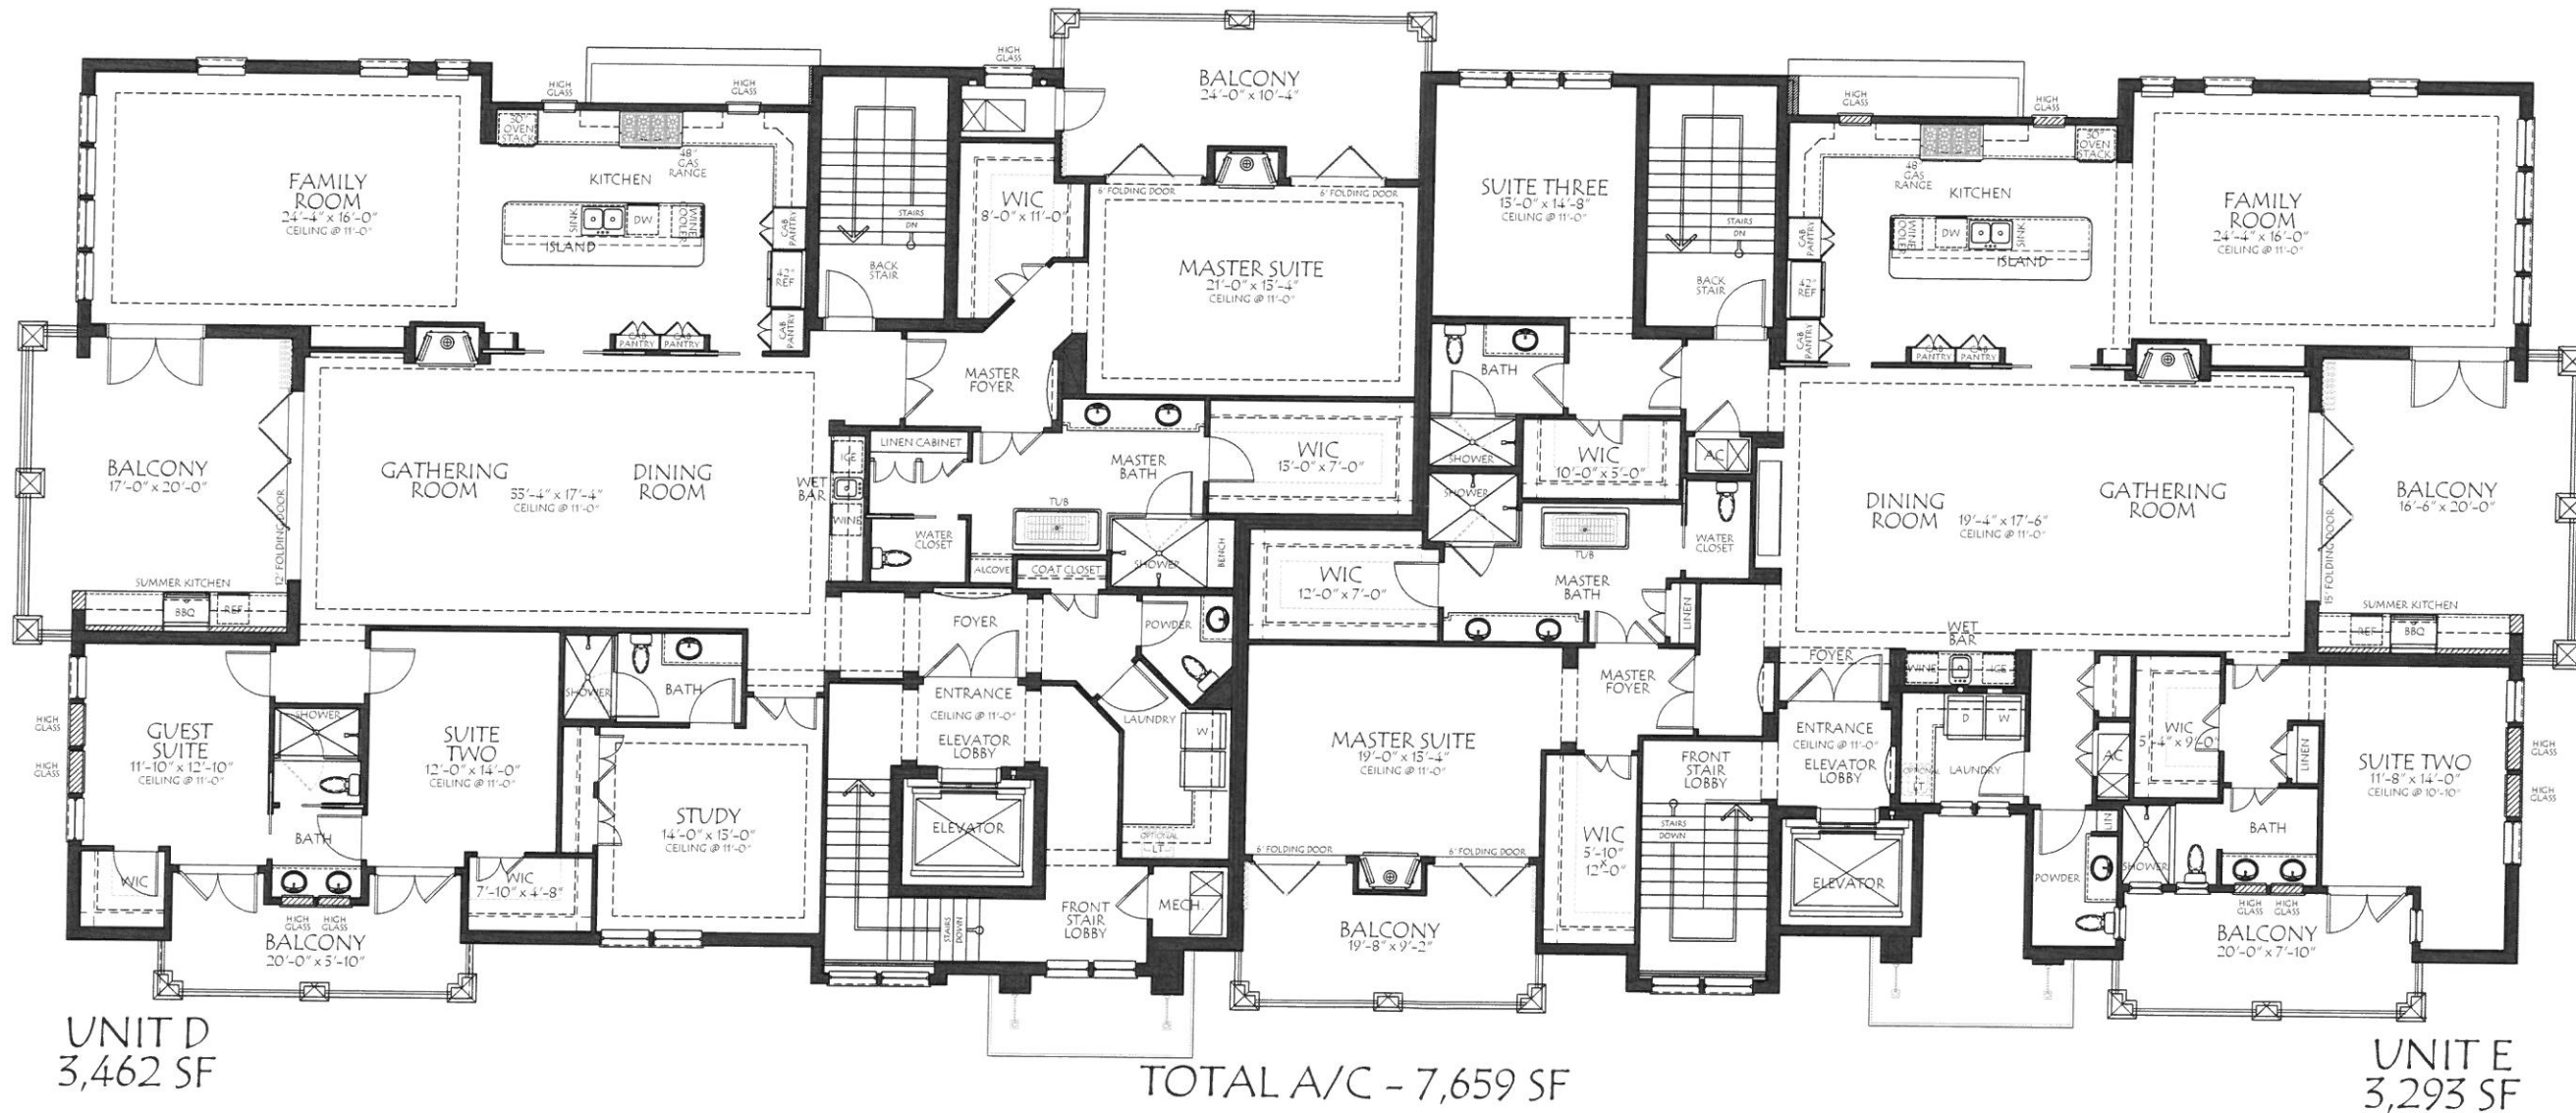 HIGH
GLASS
BALCONY
24'-0" x 10'-4"
HIGH
GLASS
HIGH
GLASS
HIGH
GLASS
HIGH
GLASS
30"
OVEN
STACK
48"
GAS
RANGE
KITCHEN
FAMILY
ROOM
24'-4" x 16'-0"
CEILING @ 11'-0"
SINK
DW
WINE
COOLER
ISLAND
CAB
PANTRY
42"
REF
CAB
PANTRY
CAB
PANTRY
CAB
PANTRY
STAIRS
DN
BACK
STAIR
WIC
8'-0" x 11'-0"
6' FOLDING DOOR
6' FOLDING DOOR
MASTER SUITE
21'-0" x 13'-4"
CEILING @ 11'-0"
MASTER
FOYER
SUITE THREE
13'-0" x 14'-8"
CEILING @ 11'-0"
STAIRS
DN
BACK
STAIR
48"
GAS
RANGE
30"
OVEN
STACK
KITCHEN
CAB
PANTRY
42"
REF
CAB
PANTRY
WINE
COOLER
DW
SINK
ISLAND
CAB
PANTRY
CAB
PANTRY
FAMILY
ROOM
24'-4" x 16'-0"
CEILING @ 11'-0"
BALCONY
17'-0" x 20'-0"
12' FOLDING DOOR
SUMMER KITCHEN
BBQ
REF
GATHERING
ROOM
33'-4" x 17'-4"
CEILING @ 11'-0"
DINING
ROOM
WET
BAR
ICE
WINE
LINEN CABINET
MASTER
BATH
TUB
WATER
CLOSET
ALCOVE
COAT CLOSET
SHOWER
BENCH
WIC
13'-0" x 7'-0"
BATH
SHOWER
SHOWER
WIC
10'-0" x 5'-0"
AC
TUB
WATER
CLOSET
WIC
12'-0" x 7'-0"
MASTER
BATH
LINEN
DINING
ROOM
19'-4" x 17'-6"
CEILING @ 11'-0"
GATHERING
ROOM
BALCONY
16'-6" x 20'-0"
15' FOLDING DOOR
SUMMER KITCHEN
REF
BBQ
FOYER
POWDER
ENTRANCE
CEILING @ 11'-0"
ELEVATOR
LOBBY
LAUNDRY
W
OPTIONAL
LT
ELEVATOR
STAIRS
DOWN
FRONT
STAIR
LOBBY
MECH.
HIGH
GLASS
HIGH
GLASS
GUEST
SUITE
11'-10" x 12'-10"
CEILING @ 11'-0"
SHOWER
BATH
WIC
SUITE
TWO
12'-0" x 14'-0"
CEILING @ 11'-0"
SHOWER
BATH
WIC
7'-10" x 4'-8"
STUDY
14'-0" x 13'-0"
CEILING @ 11'-0"
HIGH
GLASS
HIGH
GLASS
BALCONY
20'-0" x 5'-10"
MASTER
FOYER
MASTER SUITE
19'-0" x 13'-4"
CEILING @ 11'-0"
6' FOLDING DOOR
6' FOLDING DOOR
BALCONY
19'-8" x 9'-2"
WIC
5'-10"
x
12'-0"
FRONT
STAIR
LOBBY
STAIRS
DOWN
FOYER
ENTRANCE
CEILING @ 11'-0"
ELEVATOR
LOBBY
ELEVATOR
WET
BAR
WINE
ICE
D
W
OPTIONAL
LT
LAUNDRY
AC
WIC
5'-4" x 9'-0"
LINEN
LIN
POWDER
SHOWER
BATH
SUITE TWO
11'-8" x 14'-0"
CEILING @ 10'-10"
HIGH
GLASS
HIGH
GLASS
HIGH
GLASS
HIGH
GLASS
BALCONY
20'-0" x 7'-10"
UNIT D
3,462 SF
TOTAL A/C - 7,659 SF
UNIT E
3,293 SF